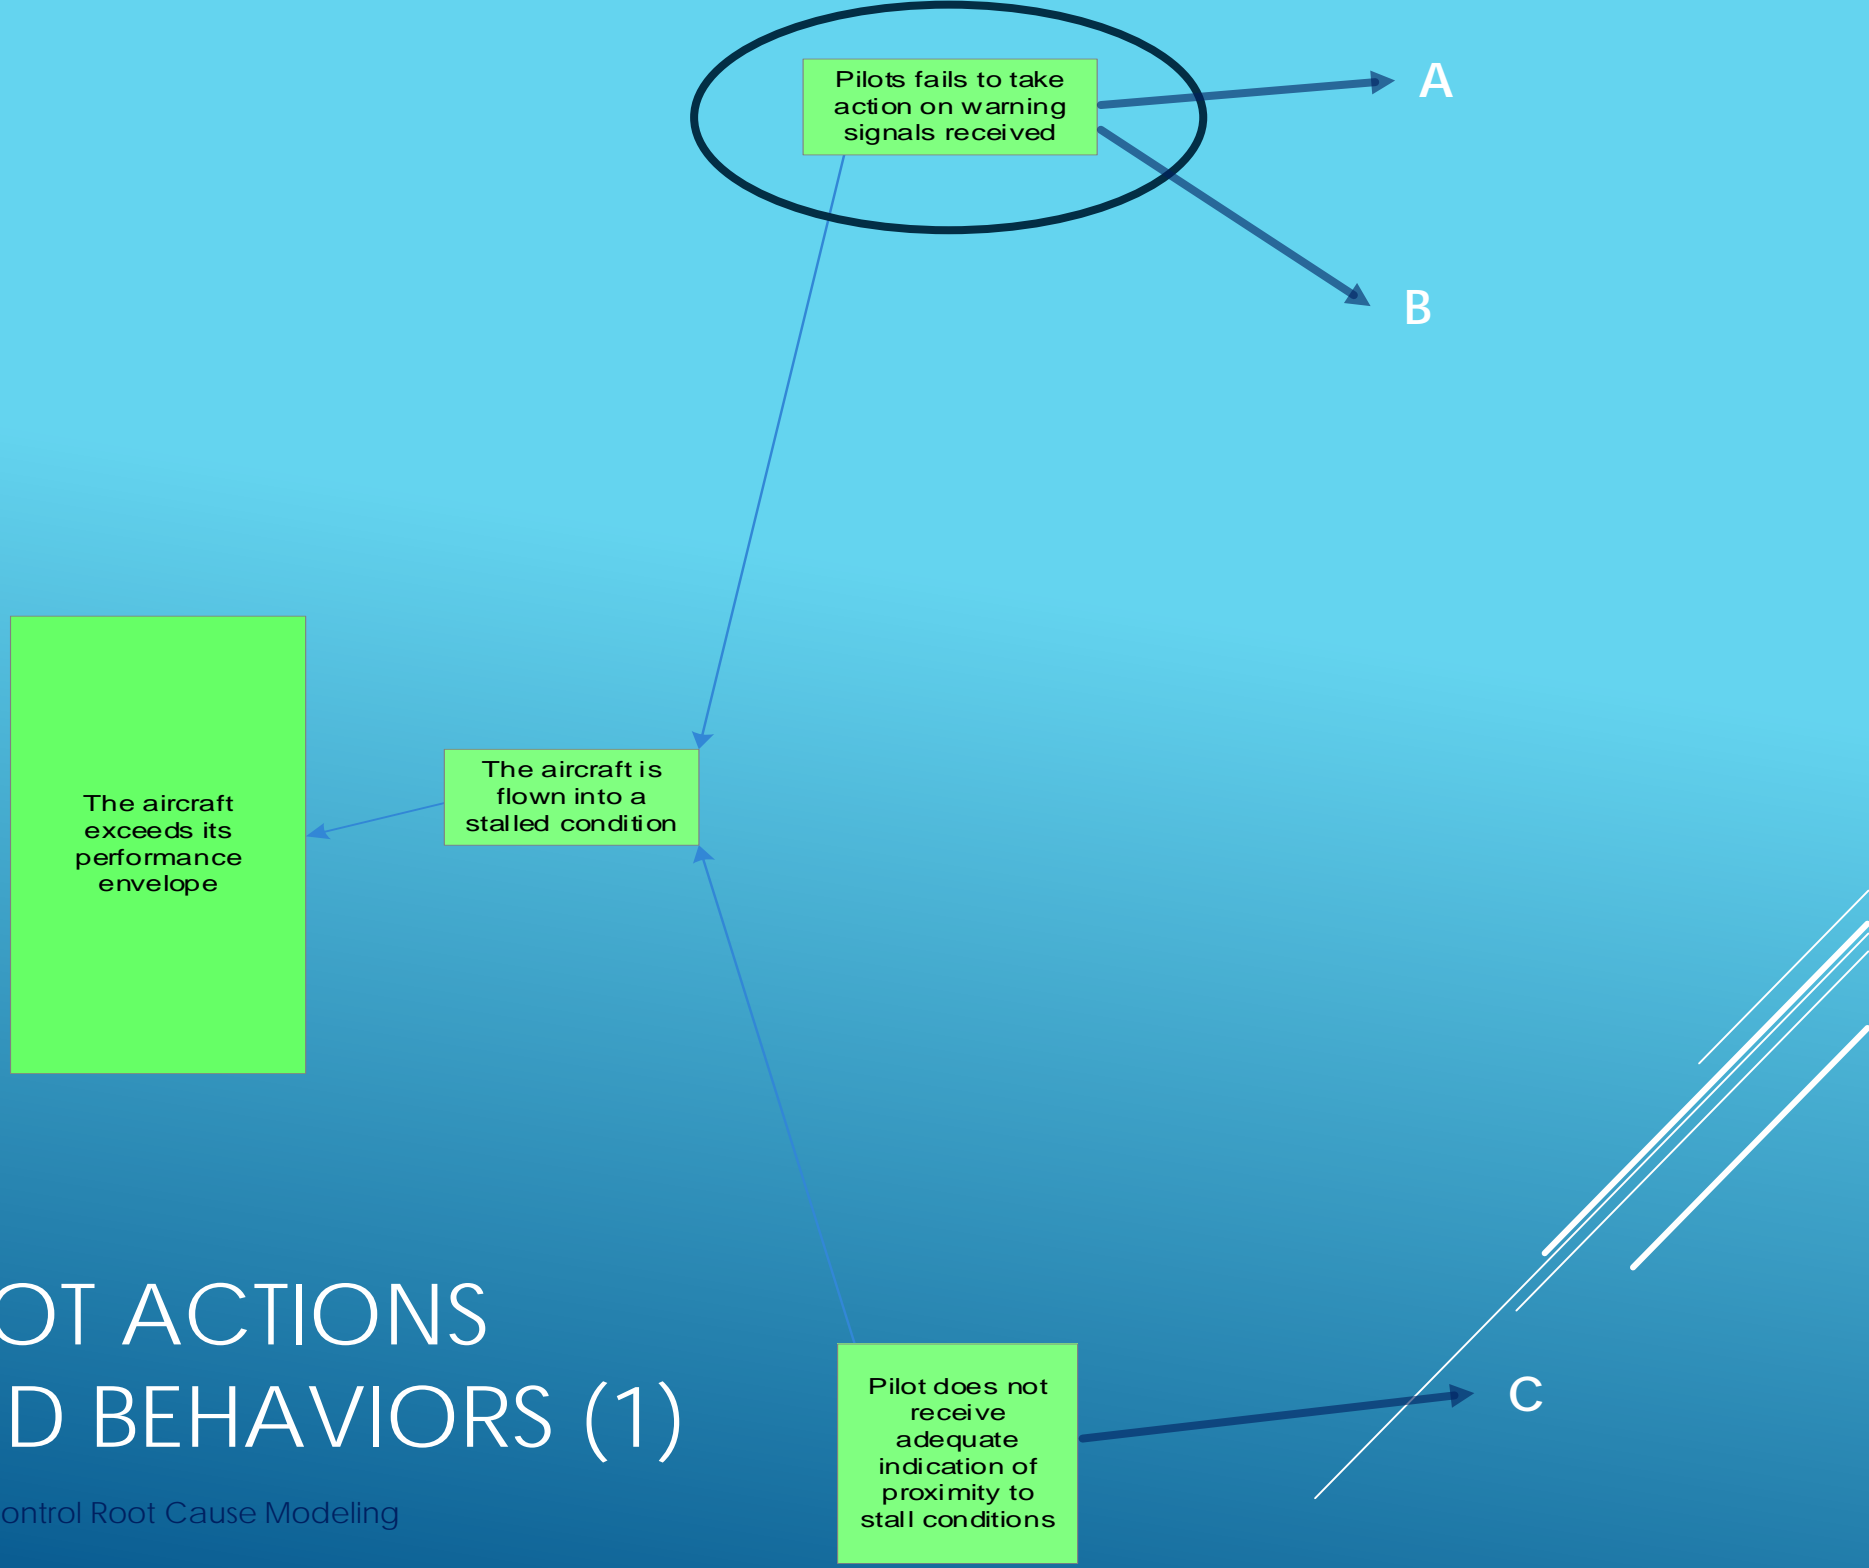 Pilots fails to take
action on warning
signals received
A
B
The aircraft is
flown into a
stalled condition
The aircraft
exceeds its
performance
envelope
OT ACTIONS
D BEHAVIORS (1)
ontrol Root Cause Modeling
Pilot does not
receive
adequate
indication of
proximity to
stall conditions
C